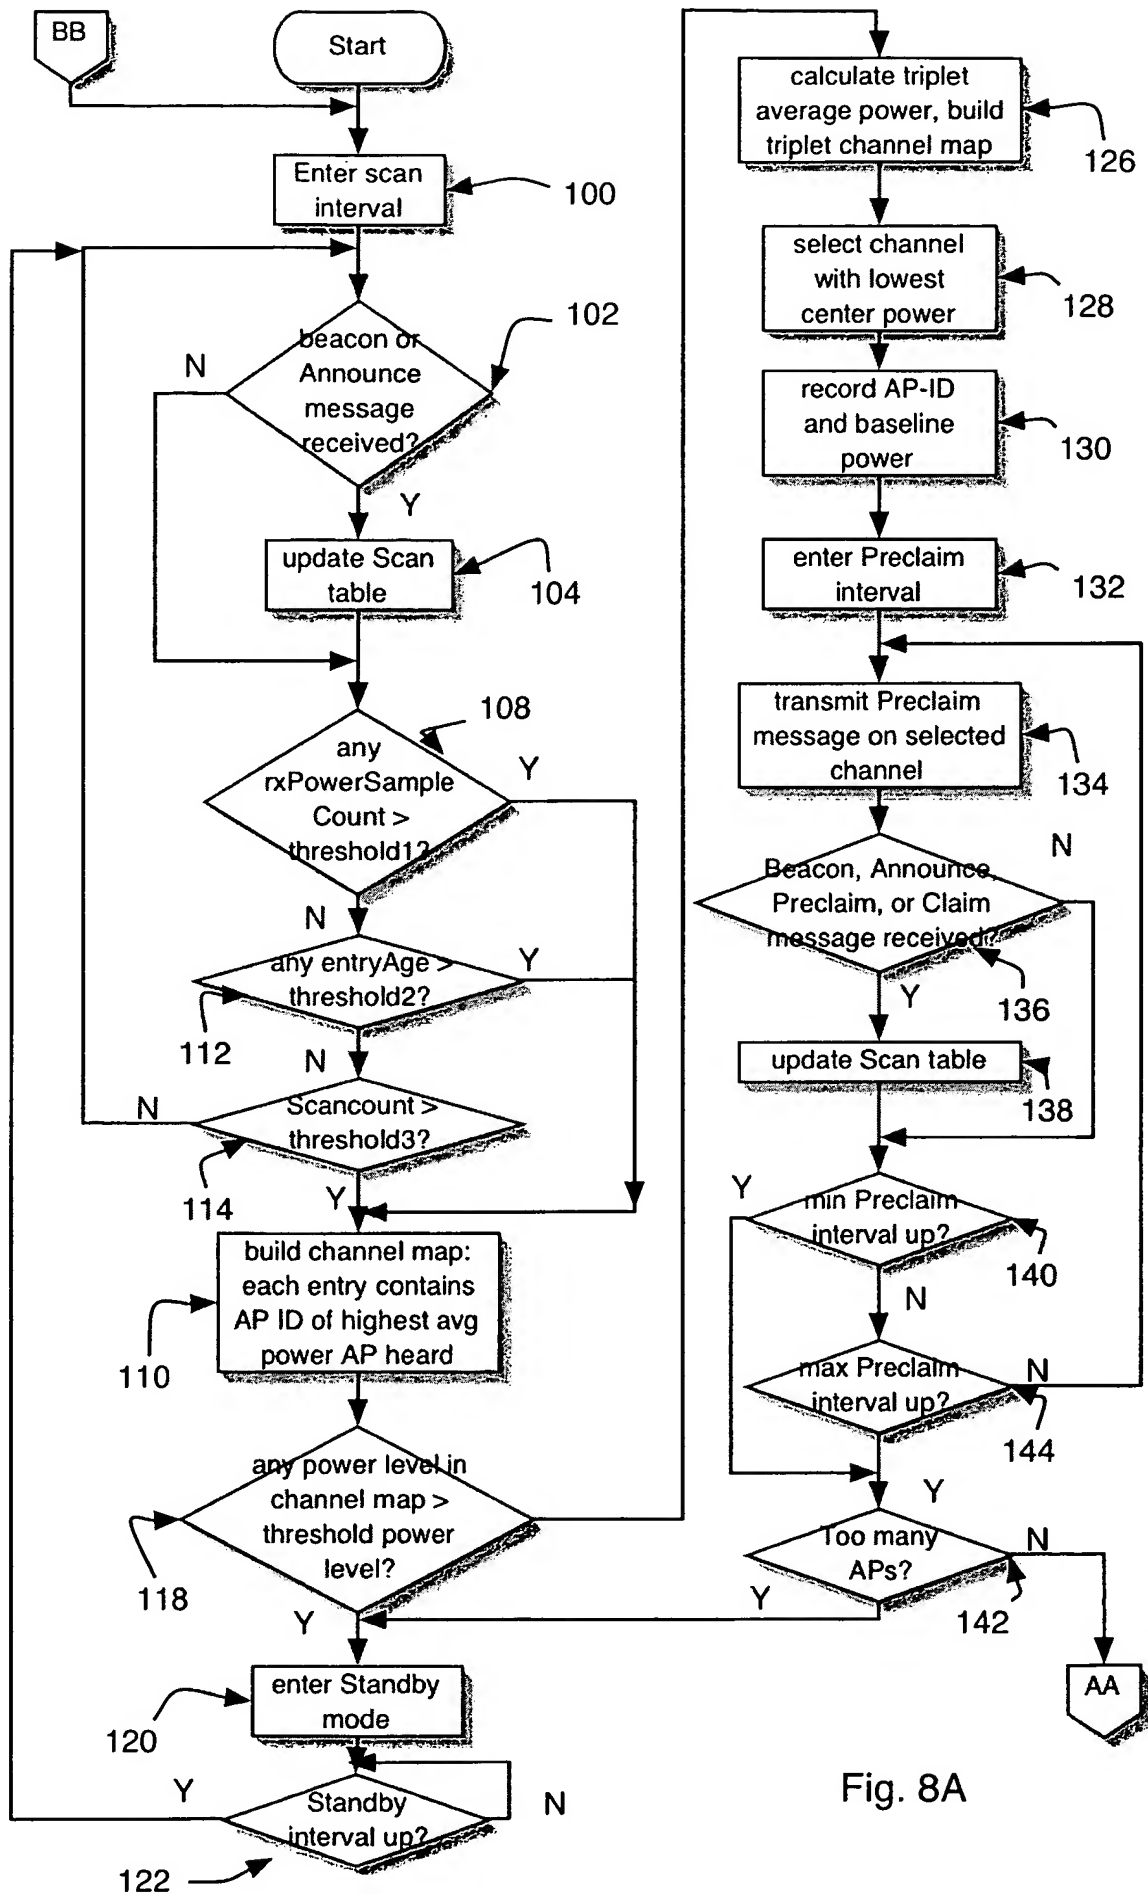 BB
Start
Enter scan
interval
100
beacon or
Announce
message
received?
102
N
Y
update Scan
table
104
any
rxPowerSample
Count >
threshold1?
108
Y
N
any entryAge >
threshold2?
Y
112
N
Scancount >
threshold3?
N
114
Y
build channel map:
each entry contains
AP ID of highest avg
power AP heard
110
any power level in
channel map >
threshold power
level?
118
Y
enter Standby
mode
120
Standby
interval up?
Y
N
122
calculate triplet
average power, build
triplet channel map
126
select channel
with lowest
center power
128
record AP-ID
and baseline
power
130
enter Preclaim
interval
132
transmit Preclaim
message on selected
channel
134
Beacon, Announce,
Preclaim, or Claim
message received?
N
136
Y
update Scan table
138
min Preclaim
interval up?
Y
140
N
max Preclaim
interval up?
N
144
Y
Too many
APs?
N
Y
142
AA
Fig. 8A